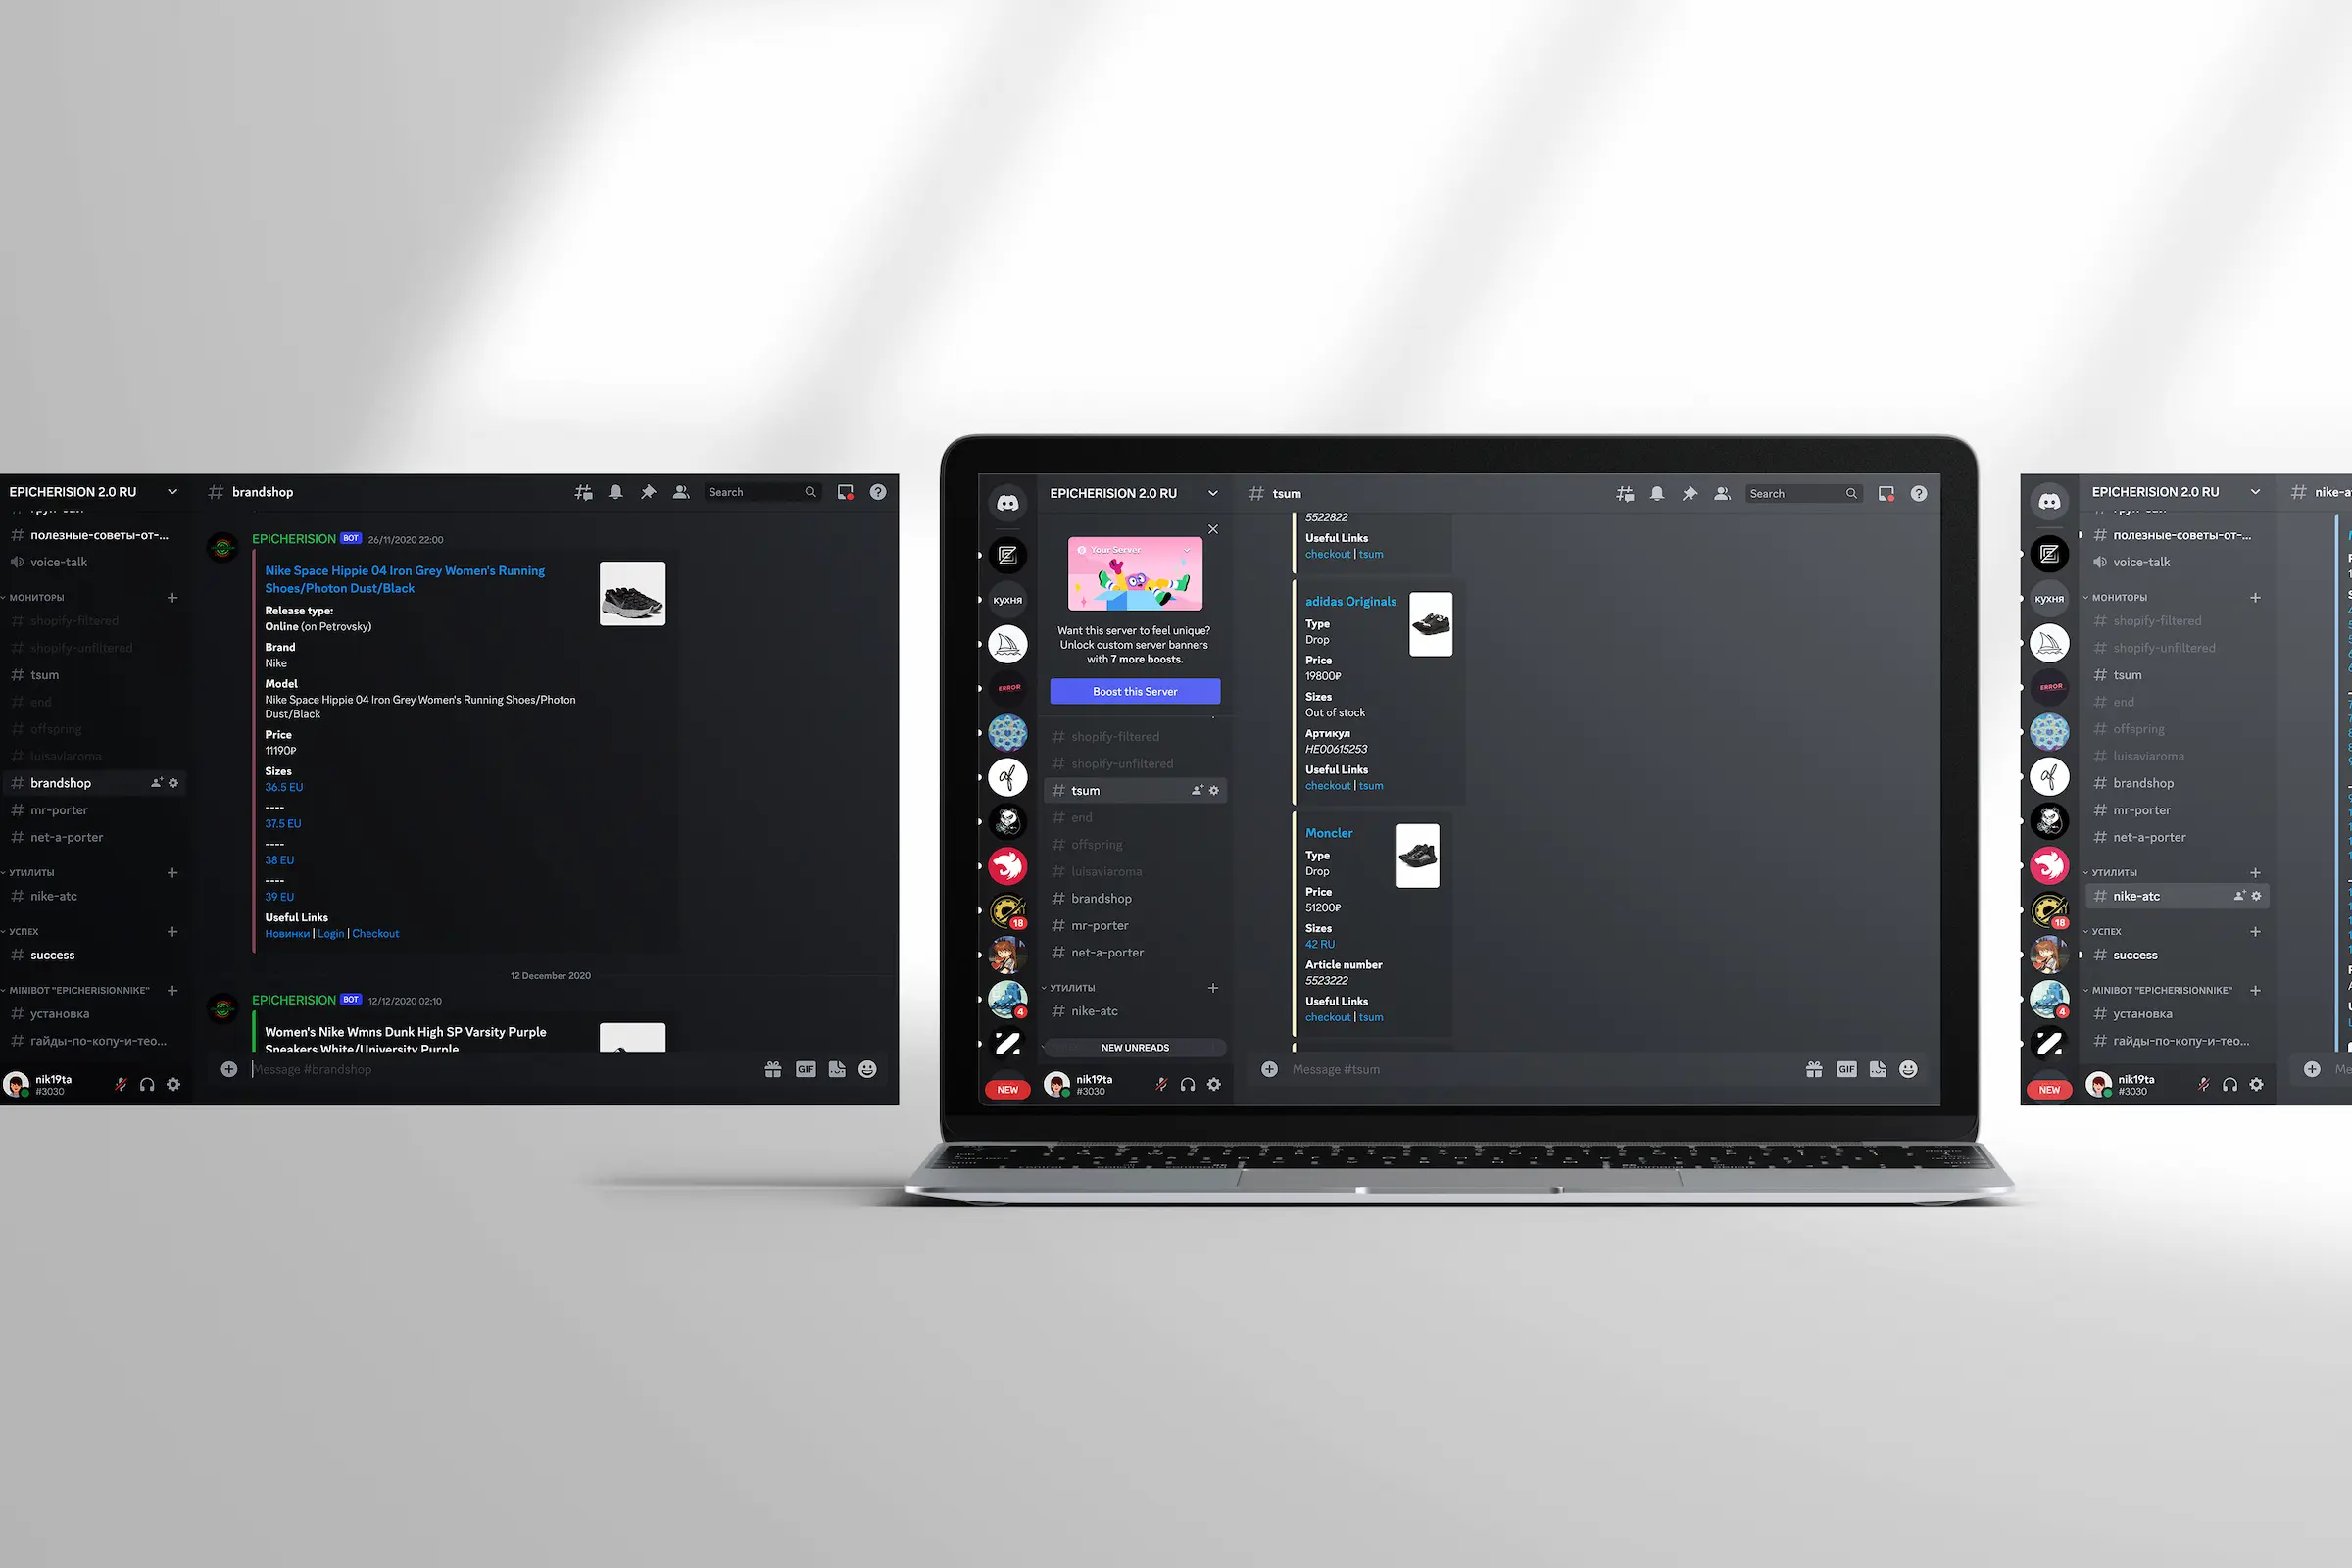 EPICHERISION 2.0 RU
полезные-советы-от-...
voice-talk
МОНИТОРЫ
shopify-filtered
shopify-unfiltered
tsum
end
offspring
luisaviaroma
brandshop
mr-porter
net-a-porter
УТИЛИТЫ
nike-atc
УСПЕХ
success
MINIBOT "EPICHERISIONNIKE"
установка
гайды-по-копу-и-тео...
nik19ta
#3030
# brandshop
Search
EPICHERISION BOT 26/11/2020 22:00
Nike Space Hippie 04 Iron Grey Women's Running
Shoes/Photon Dust/Black
Release type:
Online (on Petrovsky)
Brand
Nike
Model
Nike Space Hippie 04 Iron Grey Women's Running Shoes/Photon
Dust/Black
Price
11190₽
Sizes
36.5 EU
----
37.5 EU
----
38 EU
----
39 EU
Useful Links
Новинки | Login | Checkout
12 December 2020
EPICHERISION BOT 12/12/2020 02:10
Women's Nike Wmns Dunk High SP Varsity Purple
Sneakers White/University Purple
Message #brandshop
GIF
КУХНЯ
ERROR
18
4
NEW
EPICHERISION 2.0 RU
Your Server
Want this server to feel unique?
Unlock custom server banners
with 7 more boosts.
Boost this Server
shopify-filtered
shopify-unfiltered
tsum
end
offspring
luisaviaroma
brandshop
mr-porter
net-a-porter
УТИЛИТЫ
nike-atc
NEW UNREADS
nik19ta
#3030
# tsum
Search
5522822
Useful Links
checkout | tsum
adidas Originals
Type
Drop
Price
19800₽
Sizes
Out of stock
Артикул
HE00615253
Useful Links
checkout | tsum
Moncler
Type
Drop
Price
51200₽
Sizes
42 RU
Article number
5523222
Useful Links
checkout | tsum
Message #tsum
GIF
КУХНЯ
ERROR
18
4
NEW
EPICHERISION 2.0 RU
полезные-советы-от-...
voice-talk
МОНИТОРЫ
shopify-filtered
shopify-unfiltered
tsum
end
offspring
luisaviaroma
brandshop
mr-porter
net-a-porter
УТИЛИТЫ
nike-atc
УСПЕХ
success
MINIBOT "EPICHERISIONNIKE"
установка
гайды-по-копу-и-тео...
nik19ta
#3030
# nike-a